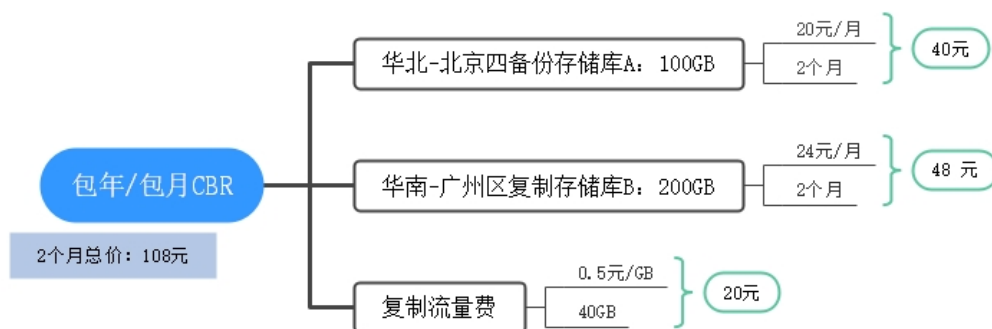 包年/包月CBR
2个月总价：108元
华北-北京四备份存储库A：100GB
20元/月
2个月
40元
华南-广州区复制存储库B：200GB
24元/月
2个月
48 元
复制流量费
0.5元/GB
40GB
20元